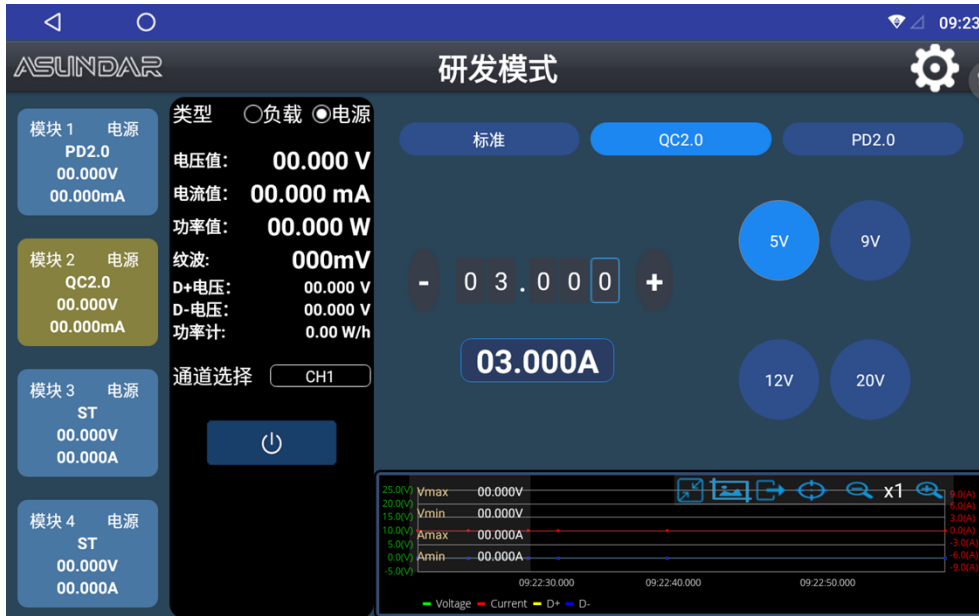 09:23
ASUNDAR
研发模式
模块 1 电源
PD2.0
00.000V
00.000mA
模块 2 电源
QC2.0
00.000V
00.000mA
模块 3 电源
ST
00.000V
00.000A
模块 4 电源
ST
00.000V
00.000A
类型 负载 电源
电压值: 00.000 V
电流值: 00.000 mA
功率值: 00.000 W
纹波: 000mV
D+电压: 00.000 V
D-电压: 00.000 V
功率计: 0.00 W/h
通道选择 CH1
标准 QC2.0 PD2.0
- 03.000 +
03.000A
5V 9V
12V 20V
x1
25.0(V)
20.0(V)
15.0(V)
10.0(V)
5.0(V)
0.0(V)
-5.0(V)
Vmax 00.000V
Vmin 00.000V
Amax 00.000A
Amin 00.000A
9.0(A)
6.0(A)
3.0(A)
0.0(A)
-3.0(A)
-6.0(A)
-9.0(A)
09:22:30.000 09:22:40.000 09:22:50.000
Voltage Current D+ D-